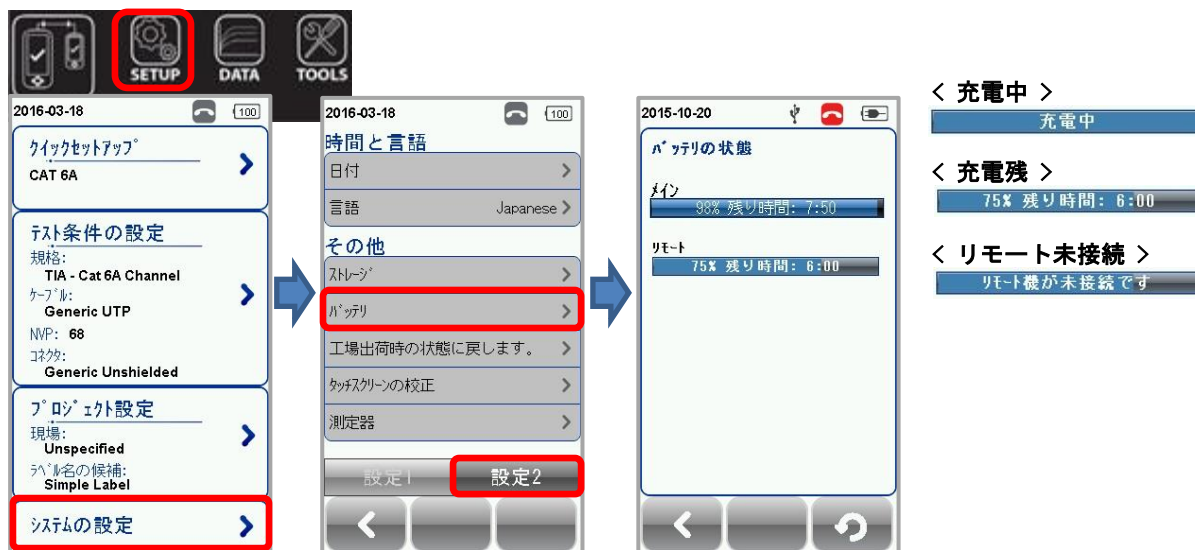 SETUP
DATA
TOOLS
2016-03-18
100
クイックセットアップ
CAT 6A
テスト条件の設定
規格:
TIA - Cat 6A Channel
ケーブル:
Generic UTP
NVP: 68
コネクタ:
Generic Unshielded
プロジェクト設定
現場:
Unspecified
ラベル名の候補:
Simple Label
システムの設定
2016-03-18
100
時間と言語
日付
言語 Japanese
その他
ストレージ
バッテリ
工場出荷時の状態に戻します。
タッチスクリーンの校正
測定器
設定1 設定2
2015-10-20
バッテリの状態
メイン
98% 残り時間: 7:50
リモート
75% 残り時間: 6:00
< 充電中 >
充電中
< 充電残 >
75% 残り時間: 6:00
< リモート未接続 >
リモート機が未接続です